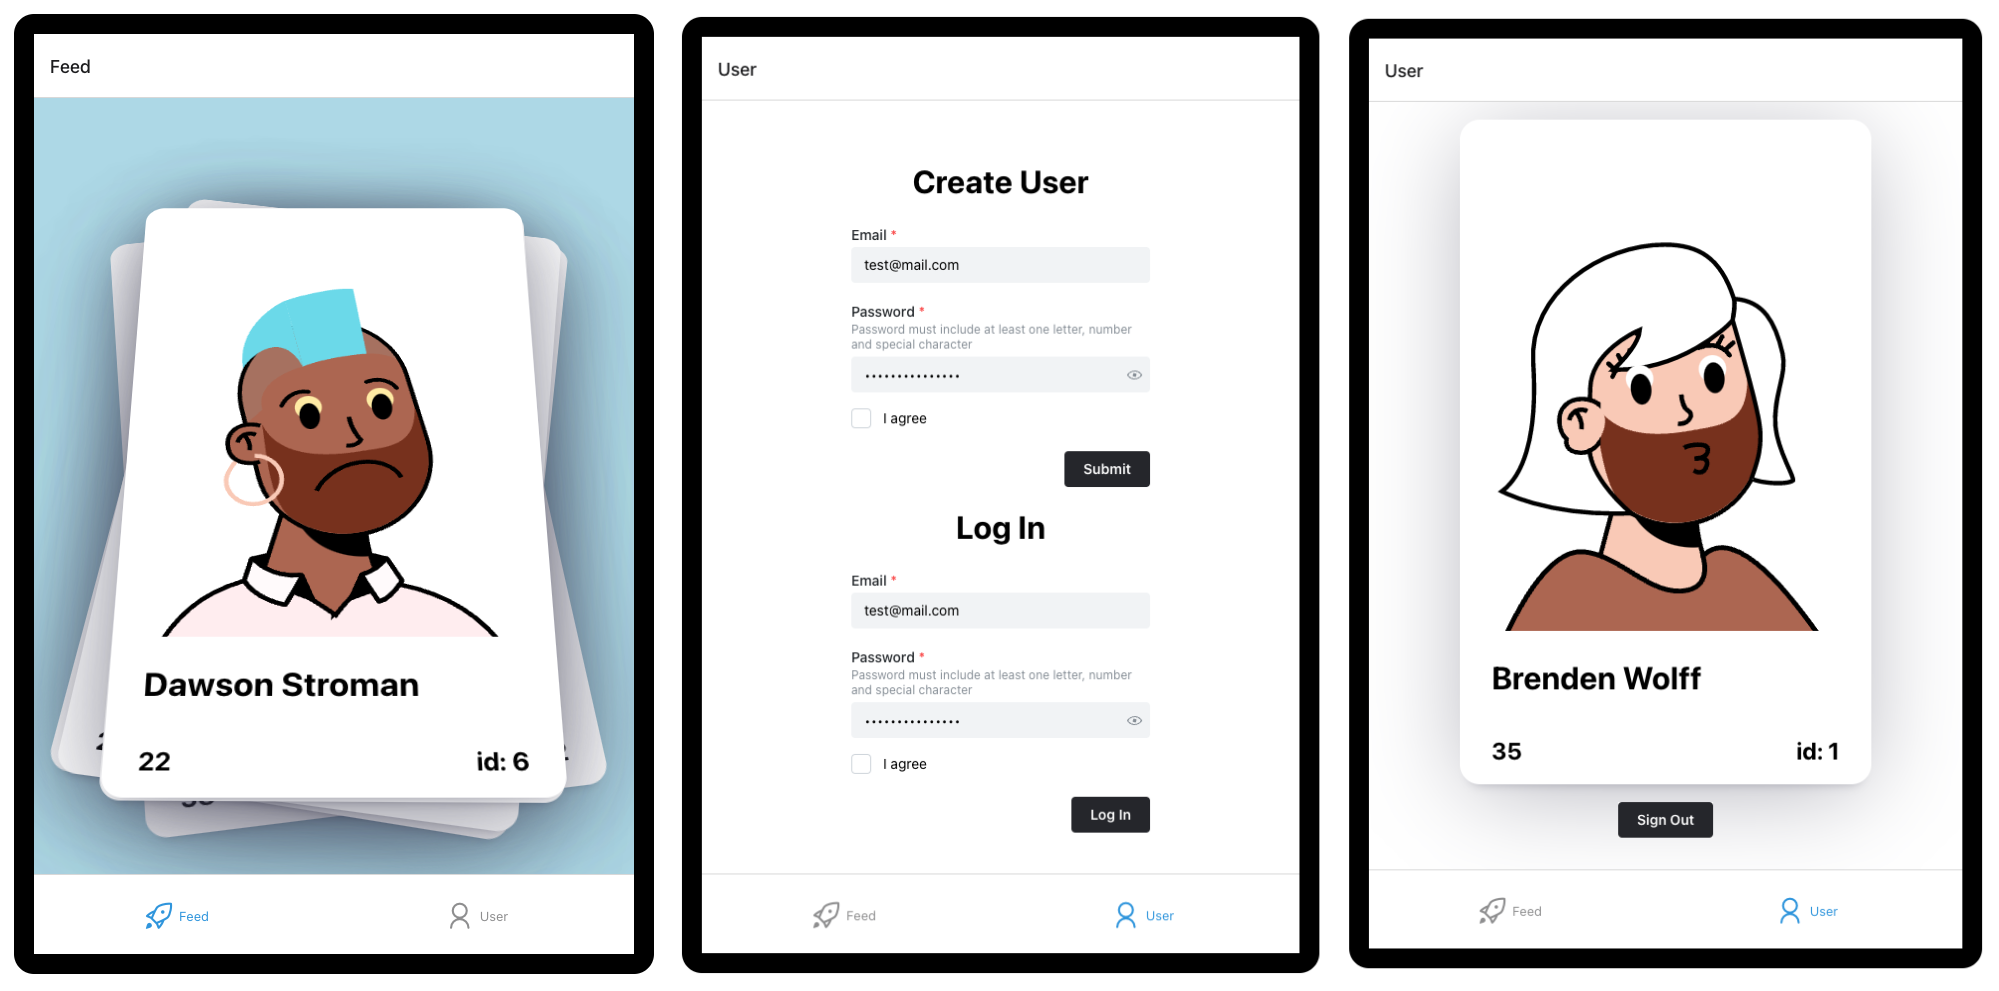 Feed
Dawson Stroman
22
id: 6
Feed
User
User
Create User
Email *
test@mail.com
Password *
Password must include at least one letter, number
and special character
•••••••••••••••
I agree
Submit
Log In
Email *
test@mail.com
Password *
Password must include at least one letter, number
and special character
•••••••••••••••
I agree
Log In
Feed
User
User
Brenden Wolff
35
id: 1
Sign Out
Feed
User